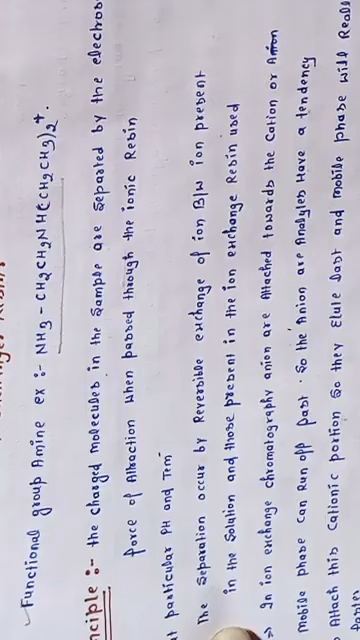 Functional group Amine ex :- NH3 - CH2CH2NH(CH2CH3)2+.
nciple :- the charged molecules in the sample are separated by the electros
force of Attraction when passed through the ionic Resin
t particular PH and Tem
The Separation occur by Reversible exchange of ion B/W ion present
in the Solution and those present in the ion exchange Resin used
⇒ In ion exchange chromatography anion are Attached towards the Cation or Anion
mobile phase can run off past . So the Anion are Analytes Have a tendency
Attach this Cationic portion So they Elute Last and mobile phase will Reall